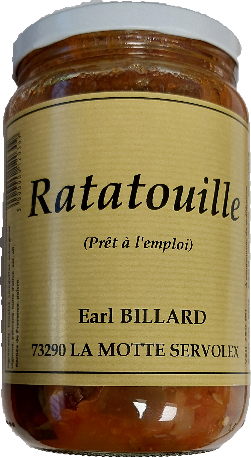 Ratatouille
(Prêt à l'emploi)
Earl BILLARD
73290 LA MOTTE SERVOLEX